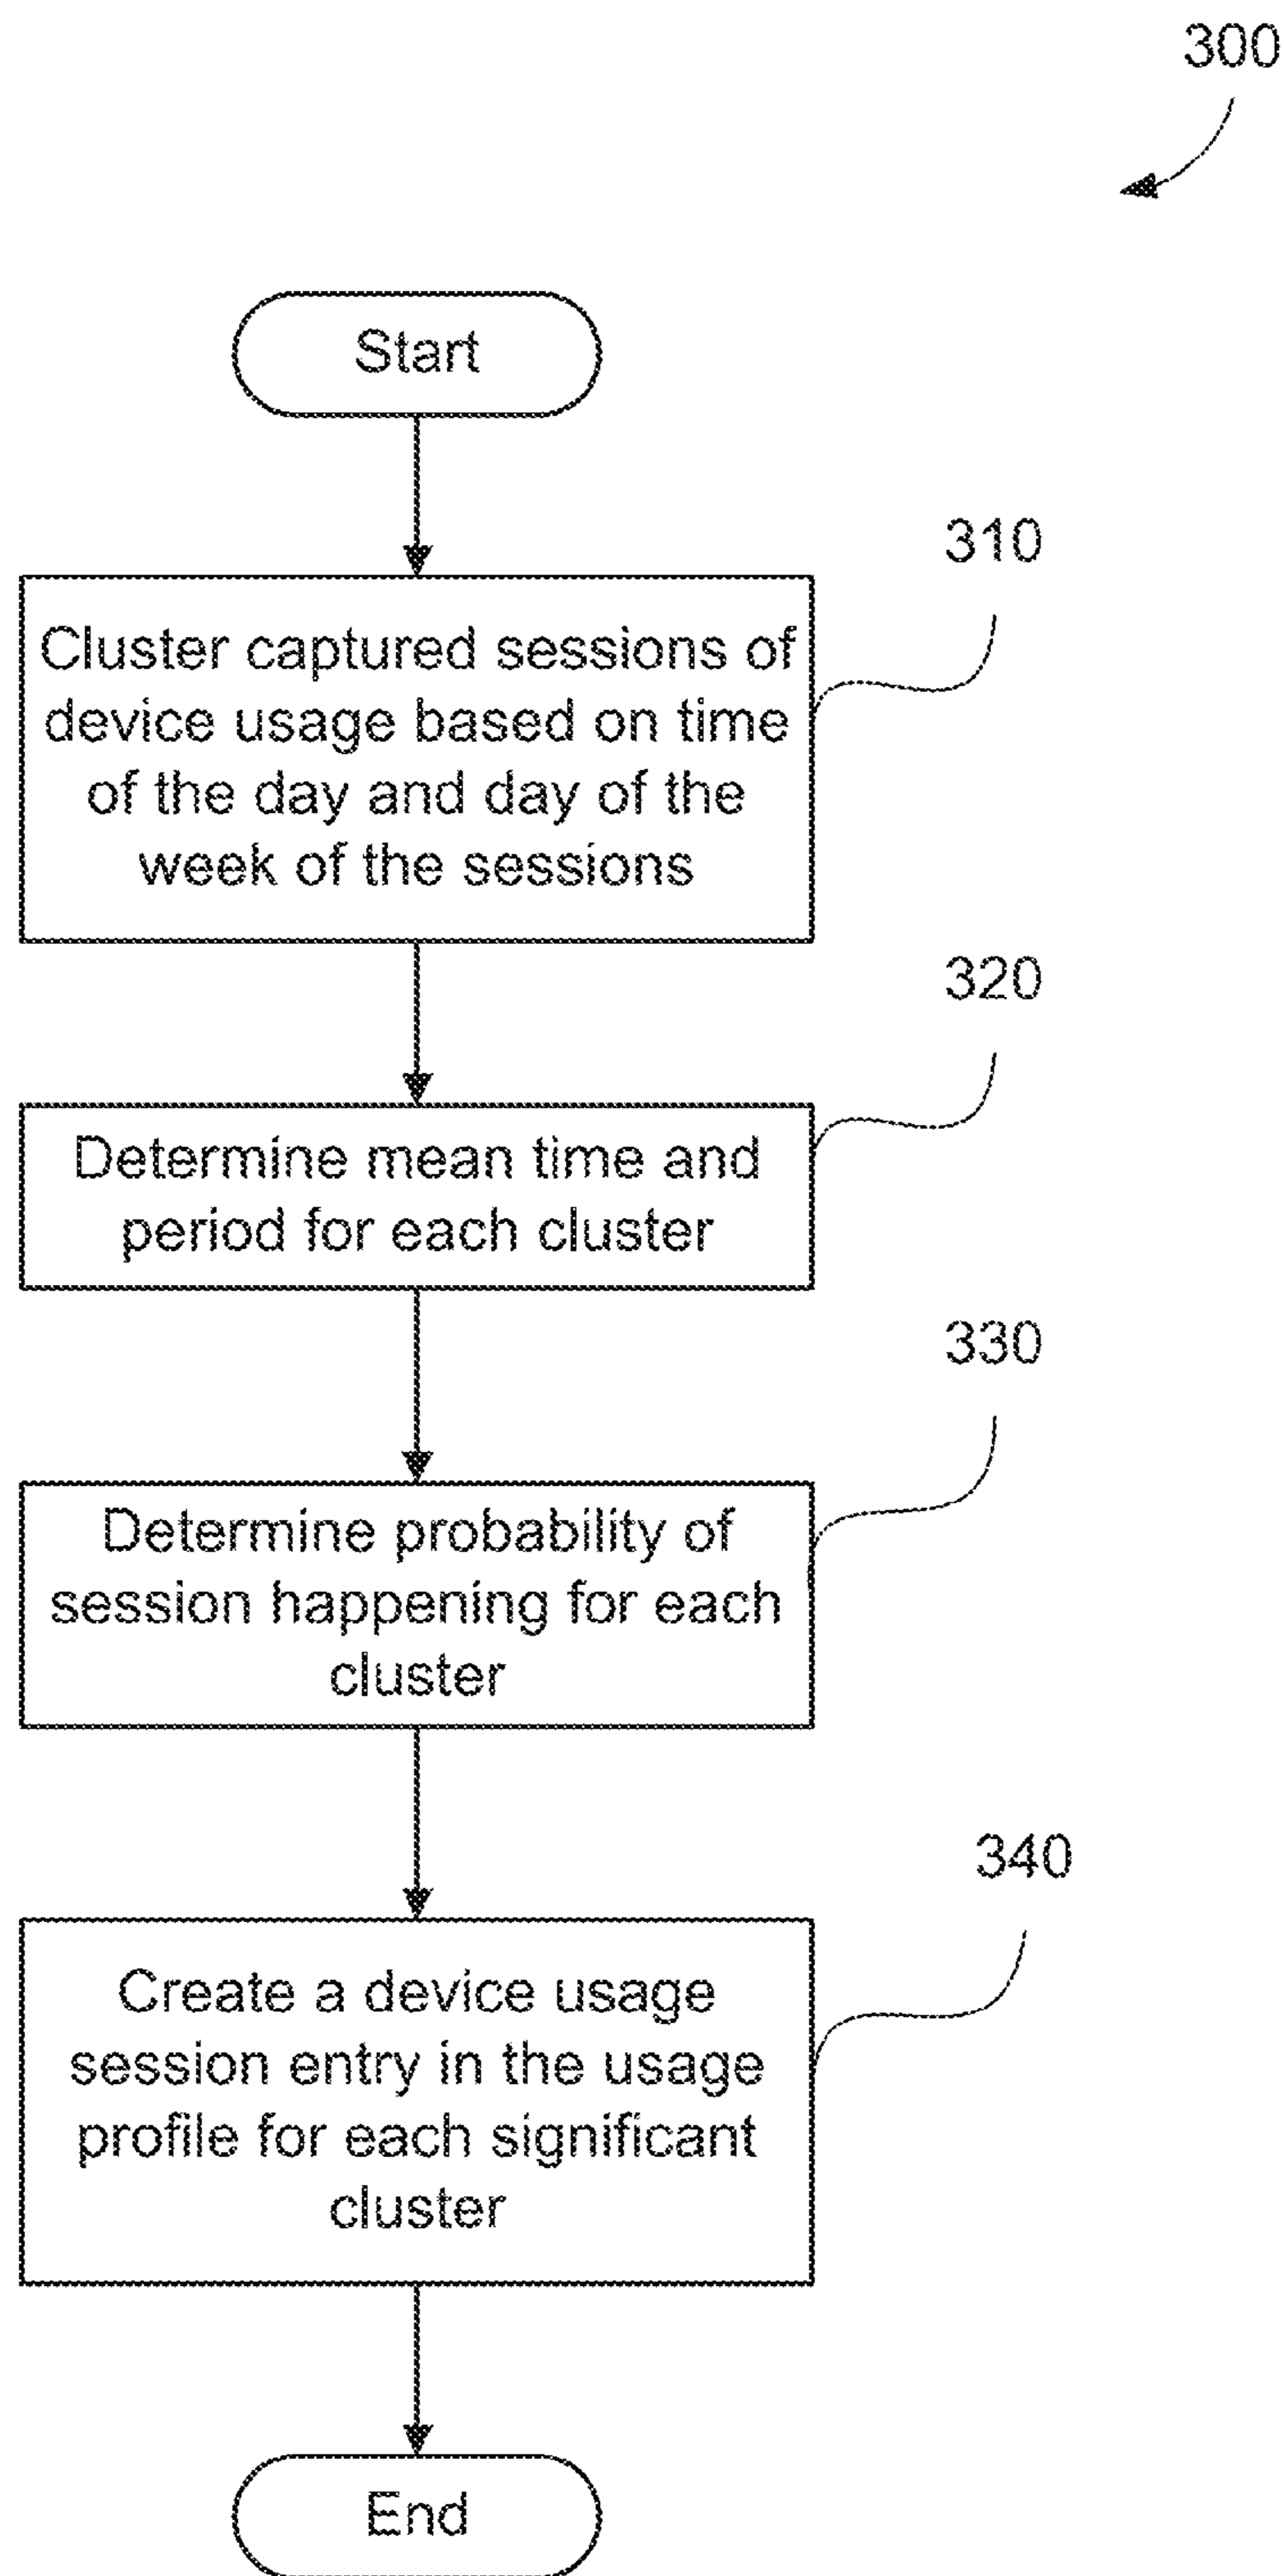 300
Start
310
Cluster captured sessions of
device usage based on time
of the day and day of the
week of the sessions
320
Determine mean time and
period for each cluster
330
Determine probability of
session happening for each
cluster
340
Create a device usage
session entry in the usage
profile for each significant
cluster
End